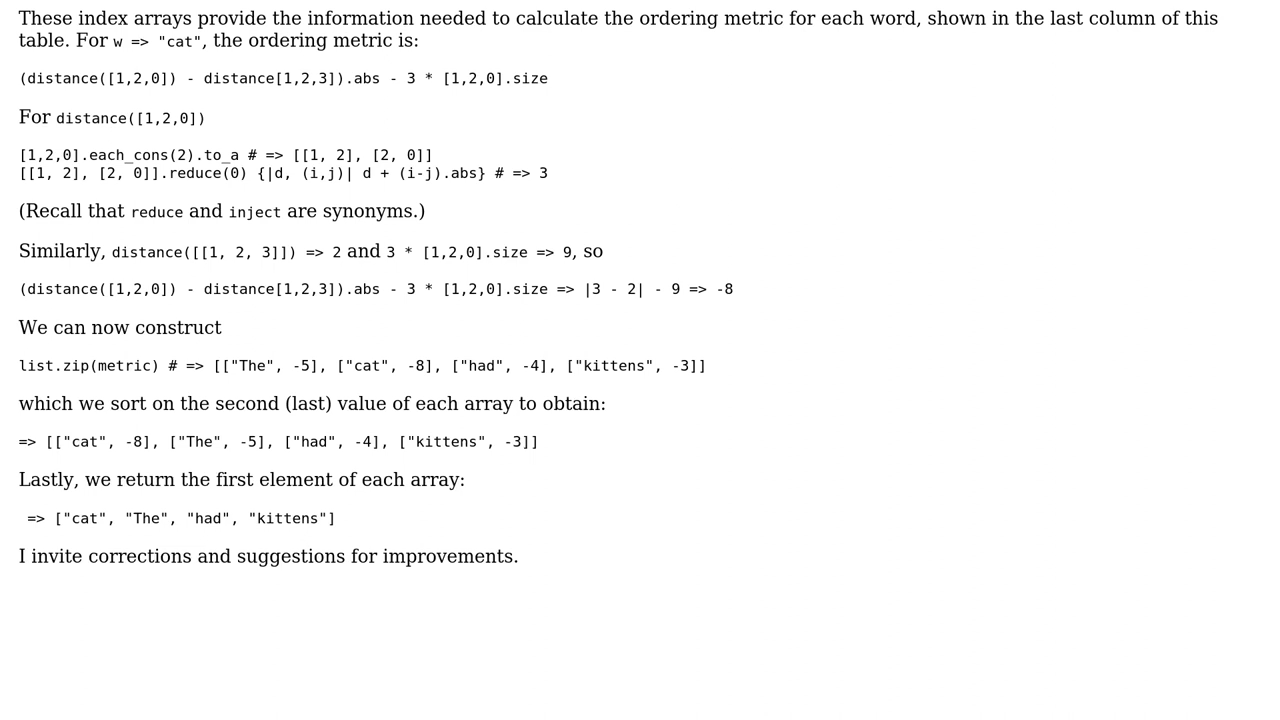 These index arrays provide the information needed to calculate the ordering metric for each word, shown in the last column of this
table. For w => "cat", the ordering metric is:
(distance([1,2,0]) - distance[1,2,3]).abs - 3 * [1,2,0].size
For distance([1,2,0])
[1,2,0].each_cons(2).to_a # => [[1, 2], [2, 0]]
[[1, 2], [2, 0]].reduce(0) {|d, (i,j)| d + (i-j).abs} # => 3
(Recall that reduce and inject are synonyms.)
Similarly, distance([[1, 2, 3]]) => 2 and 3 * [1,2,0].size => 9, so
(distance([1,2,0]) - distance[1,2,3]).abs - 3 * [1,2,0].size => |3 - 2| - 9 => -8
We can now construct
list.zip(metric) # => [["The", -5], ["cat", -8], ["had", -4], ["kittens", -3]]
which we sort on the second (last) value of each array to obtain:
=> [["cat", -8], ["The", -5], ["had", -4], ["kittens", -3]]
Lastly, we return the first element of each array:
=> ["cat", "The", "had", "kittens"]
I invite corrections and suggestions for improvements.